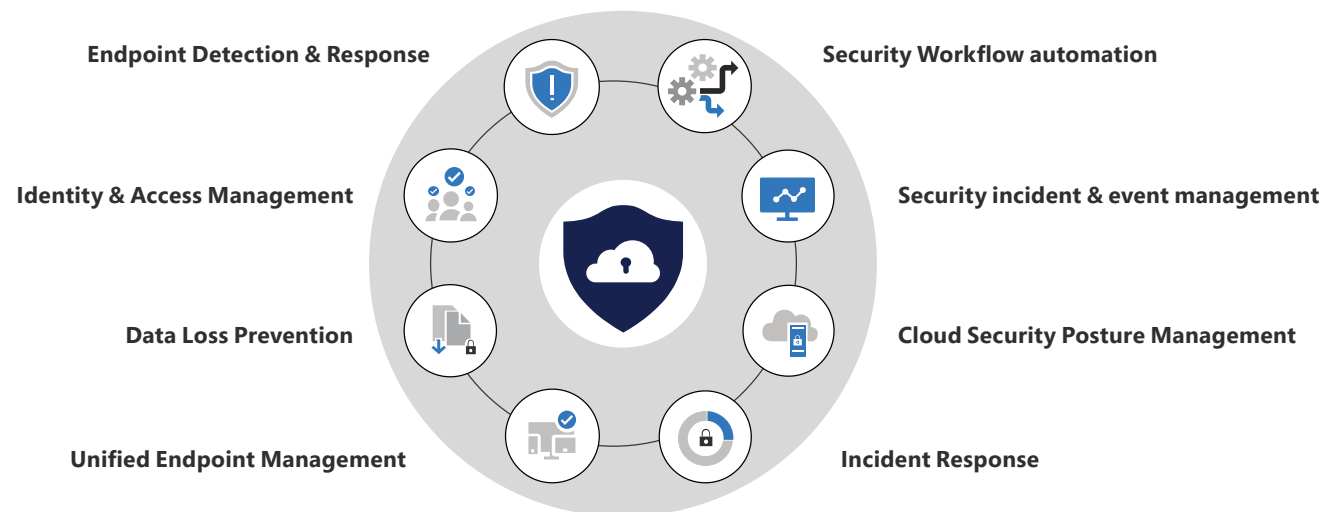 Endpoint Detection & Response
Security Workflow automation
Identity & Access Management
Security incident & event management
Data Loss Prevention
Cloud Security Posture Management
Unified Endpoint Management
Incident Response